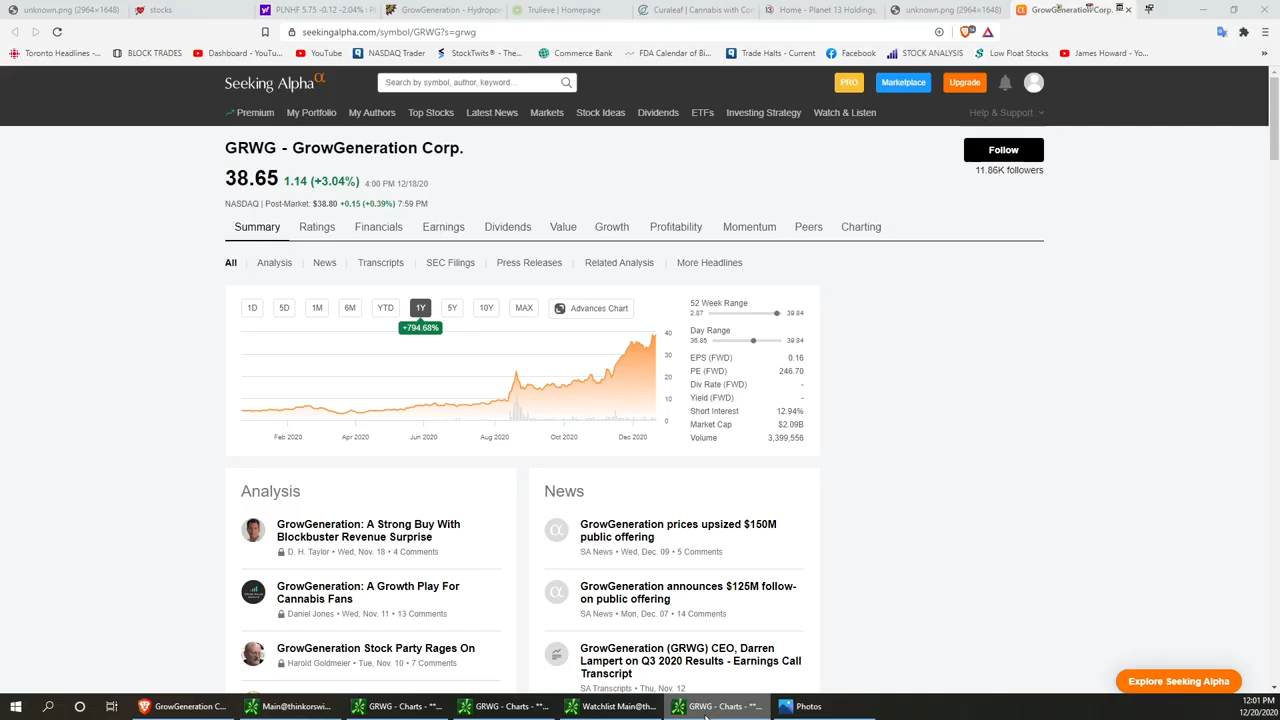 unknown.png (2964×1648)
stocks
PLNHF 5.75 -0.12 -2.04% : Pl
GrowGeneration - Hydropon
Trulieve | Homepage
Curaleaf | Cannabis with Co
Home - Planet 13 Holdings,
unknown.png (2964×1648)
GrowGeneration Corp.
seekingalpha.com/symbol/GRWG?s=grwg
Toronto Headlines -...
BLOCK TRADES
Dashboard - YouTu...
YouTube
NASDAQ Trader
StockTwits® - The...
Commerce Bank
FDA Calendar of Bi...
Trade Halts - Current
Facebook
STOCK ANALYSIS
Low Float Stocks
James Howard - Yo...
Seeking Alpha α
Search by symbol, author, keyword...
PRO
Marketplace
Upgrade
Premium
My Portfolio
My Authors
Top Stocks
Latest News
Markets
Stock Ideas
Dividends
ETFs
Investing Strategy
Watch & Listen
Help & Support
GRWG - GrowGeneration Corp.
Follow
38.65 1.14 (+3.04%) 4:00 PM 12/18/20
11.86K followers
NASDAQ | Post-Market: $38.80 +0.15 (+0.39%) 7:59 PM
Summary
Ratings
Financials
Earnings
Dividends
Value
Growth
Profitability
Momentum
Peers
Charting
All
Analysis
News
Transcripts
SEC Filings
Press Releases
Related Analysis
More Headlines
1D
5D
1M
6M
YTD
1Y
5Y
10Y
MAX
Advances Chart
+794.68%
40
30
20
10
0
Feb 2020
Apr 2020
Jun 2020
Aug 2020
Oct 2020
Dec 2020
52 Week Range
2.87 39.84
Day Range
36.85 39.84
EPS (FWD) 0.16
PE (FWD) 246.70
Div Rate (FWD) -
Yield (FWD) -
Short Interest 12.94%
Market Cap $2.09B
Volume 3,399,556
Analysis
GrowGeneration: A Strong Buy With
Blockbuster Revenue Surprise
D. H. Taylor • Wed, Nov. 18 • 4 Comments
GrowGeneration: A Growth Play For
Cannabis Fans
Daniel Jones • Wed, Nov. 11 • 13 Comments
GrowGeneration Stock Party Rages On
Harold Goldmeier • Tue, Nov. 10 • 7 Comments
News
GrowGeneration prices upsized $150M
public offering
SA News • Wed, Dec. 09 • 5 Comments
GrowGeneration announces $125M follow-
on public offering
SA News • Mon, Dec. 07 • 14 Comments
GrowGeneration (GRWG) CEO, Darren
Lampert on Q3 2020 Results - Earnings Call
Transcript
SA Transcripts • Thu, Nov. 12
Explore Seeking Alpha
GrowGeneration C...
Main@thinkorswi...
GRWG - Charts - **...
GRWG - Charts - **...
Watchlist Main@th...
GRWG - Charts - **...
Photos
12:01 PM
12/20/2020